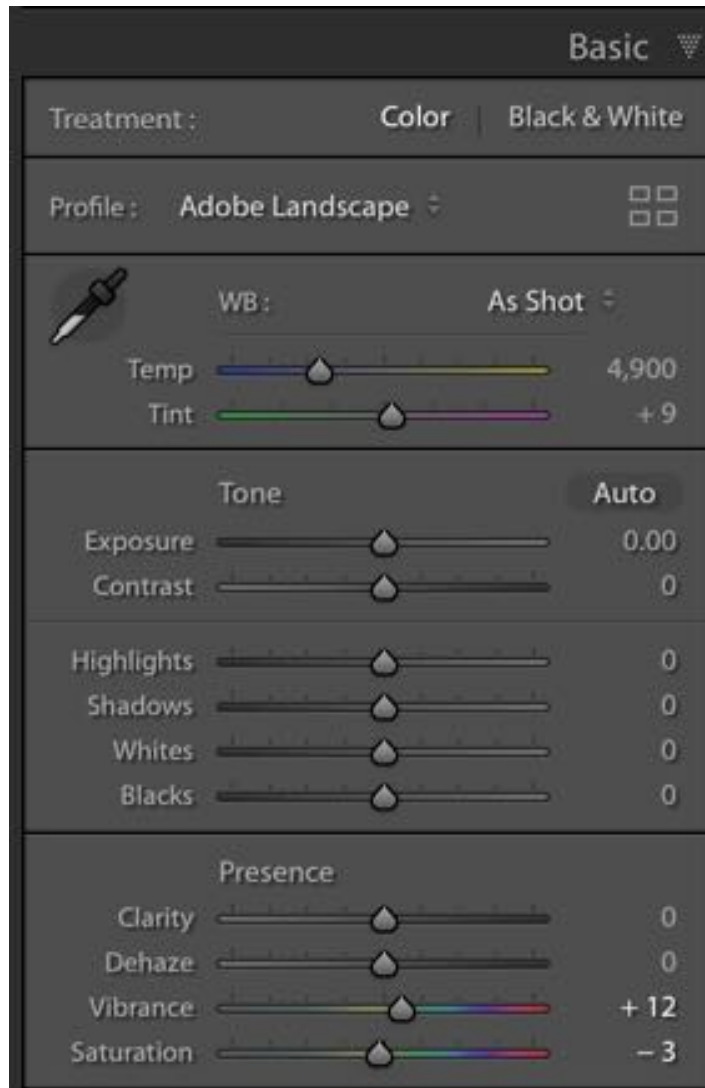 Basic
Treatment : Color | Black & White
Profile : Adobe Landscape
WB : As Shot
Temp 4,900
Tint + 9
Tone Auto
Exposure 0.00
Contrast 0
Highlights 0
Shadows 0
Whites 0
Blacks 0
Presence
Clarity 0
Dehaze 0
Vibrance + 12
Saturation – 3